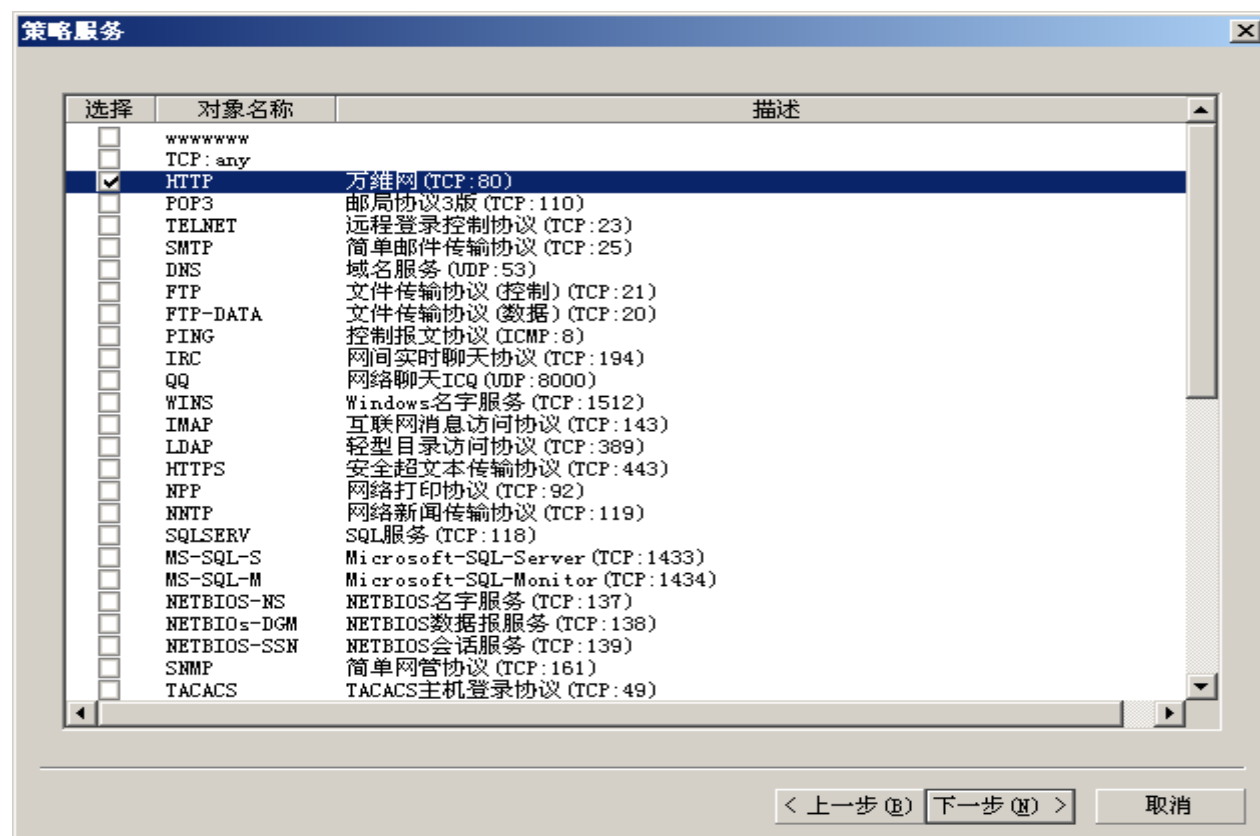 策略服务
选择 对象名称 描述
wwwwwww
TCP:any
HTTP 万维网(TCP:80)
POP3 邮局协议3版(TCP:110)
TELNET 远程登录控制协议(TCP:23)
SMTP 简单邮件传输协议(TCP:25)
DNS 域名服务(UDP:53)
FTP 文件传输协议(控制)(TCP:21)
FTP-DATA 文件传输协议(数据)(TCP:20)
PING 控制报文协议(ICMP:8)
IRC 网间实时聊天协议(TCP:194)
QQ 网络聊天ICQ(UDP:8000)
WINS Windows名字服务(TCP:1512)
IMAP 互联网消息访问协议(TCP:143)
LDAP 轻型目录访问协议(TCP:389)
HTTPS 安全超文本传输协议(TCP:443)
NPP 网络打印协议(TCP:92)
NNTP 网络新闻传输协议(TCP:119)
SQLSERV SQL服务(TCP:118)
MS-SQL-S Microsoft-SQL-Server(TCP:1433)
MS-SQL-M Microsoft-SQL-Monitor(TCP:1434)
NETBIOS-NS NETBIOS名字服务(TCP:137)
NETBIOs-DGM NETBIOS数据报服务(TCP:138)
NETBIOS-SSN NETBIOS会话服务(TCP:139)
SNMP 简单网管协议(TCP:161)
TACACS TACACS主机登录协议(TCP:49)
< 上一步(B) 下一步(N) > 取消